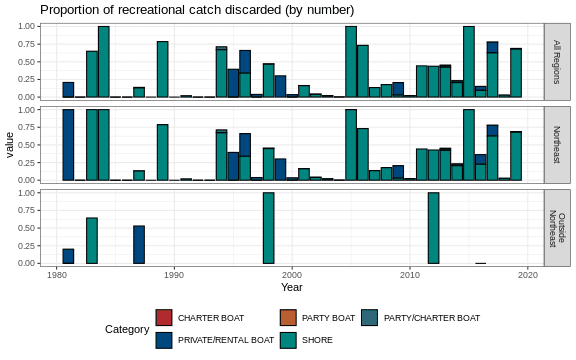 Proportion of recreational catch discarded (by number)
1.00
0.75
0.50
0.25
0.00
All Regions
1.00
0.75
0.50
0.25
0.00
Northeast
1.00
0.75
0.50
0.25
0.00
Outside
Northeast
value
1980
1990
2000
2010
2020
Year
Category
CHARTER BOAT
PARTY BOAT
PARTY/CHARTER BOAT
PRIVATE/RENTAL BOAT
SHORE